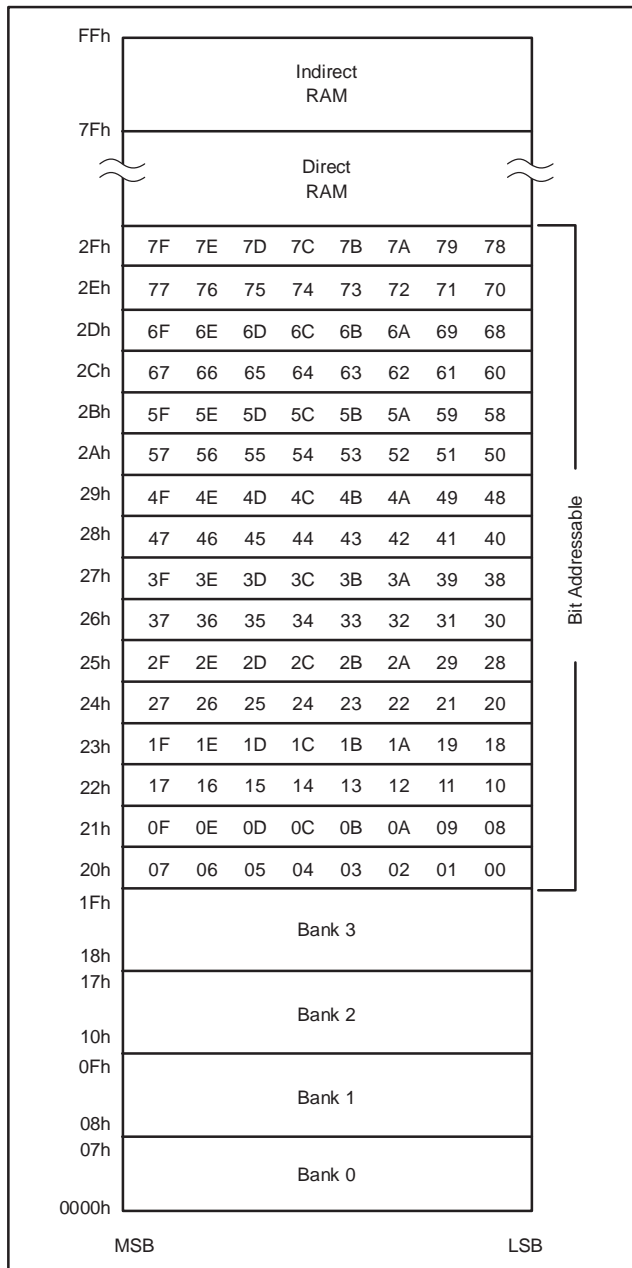 FFh
Indirect
RAM
7Fh
Direct
RAM
2Fh 7F 7E 7D 7C 7B 7A 79 78
2Eh 77 76 75 74 73 72 71 70
2Dh 6F 6E 6D 6C 6B 6A 69 68
2Ch 67 66 65 64 63 62 61 60
2Bh 5F 5E 5D 5C 5B 5A 59 58
2Ah 57 56 55 54 53 52 51 50
29h 4F 4E 4D 4C 4B 4A 49 48
28h 47 46 45 44 43 42 41 40
27h 3F 3E 3D 3C 3B 3A 39 38
26h 37 36 35 34 33 32 31 30
25h 2F 2E 2D 2C 2B 2A 29 28
24h 27 26 25 24 23 22 21 20
23h 1F 1E 1D 1C 1B 1A 19 18
22h 17 16 15 14 13 12 11 10
21h 0F 0E 0D 0C 0B 0A 09 08
20h 07 06 05 04 03 02 01 00
Bit Addressable
1Fh
Bank 3
18h
17h
Bank 2
10h
0Fh
Bank 1
08h
07h
Bank 0
0000h
MSB LSB